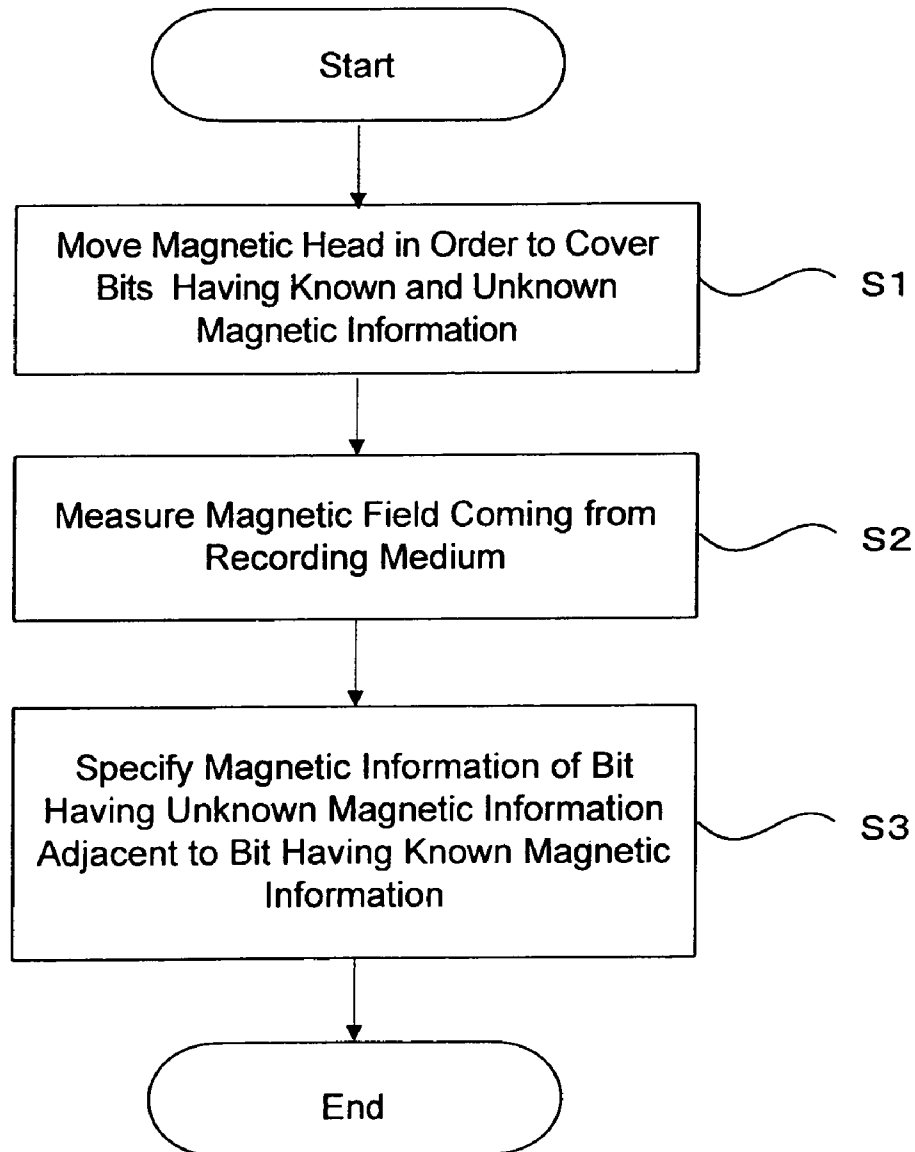 Start
Move Magnetic Head in Order to Cover
Bits Having Known and Unknown
Magnetic Information
S1
Measure Magnetic Field Coming from
Recording Medium
S2
Specify Magnetic Information of Bit
Having Unknown Magnetic Information
Adjacent to Bit Having Known Magnetic
Information
S3
End